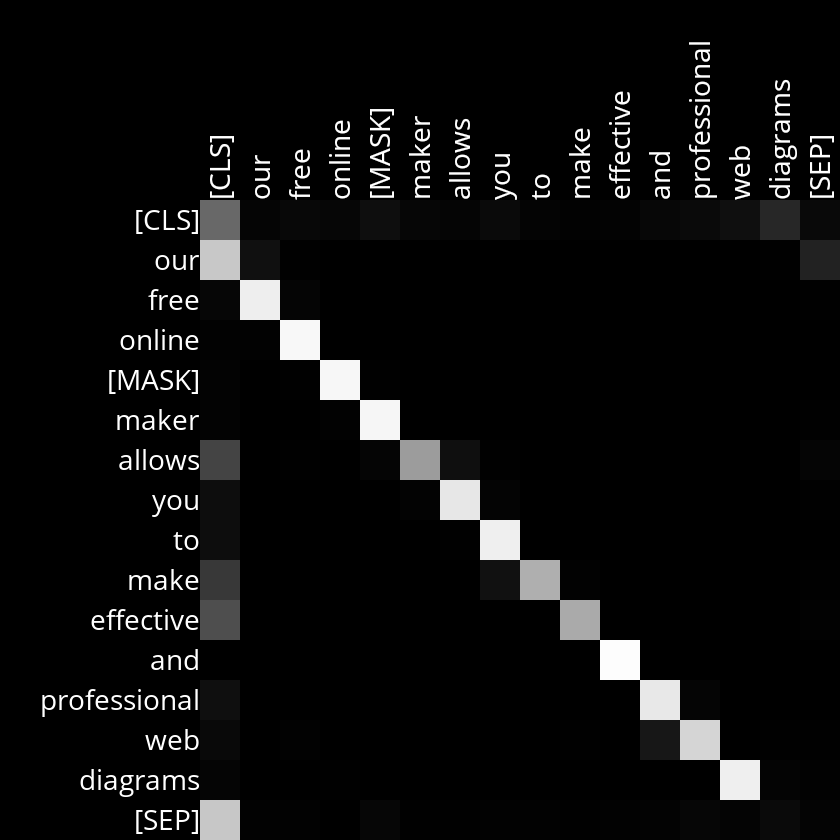 [CLS]
our
free
online
[MASK]
maker
allows
you
to
make
effective
and
professional
web
diagrams
[SEP]
[CLS]
our
free
online
[MASK]
maker
allows
you
to
make
effective
and
professional
web
diagrams
[SEP]